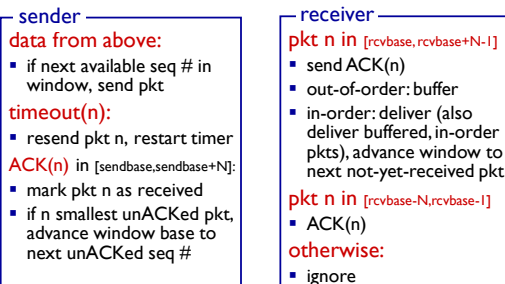 sender
data from above:
▪ if next available seq # in
window, send pkt
timeout(n):
▪ resend pkt n, restart timer
ACK(n) in [sendbase,sendbase+N]:
▪ mark pkt n as received
▪ if n smallest unACKed pkt,
advance window base to
next unACKed seq #
receiver
pkt n in [rcvbase, rcvbase+N-1]
▪ send ACK(n)
▪ out-of-order: buffer
▪ in-order: deliver (also
deliver buffered, in-order
pkts), advance window to
next not-yet-received pkt
pkt n in [rcvbase-N,rcvbase-1]
▪ ACK(n)
otherwise:
▪ ignore